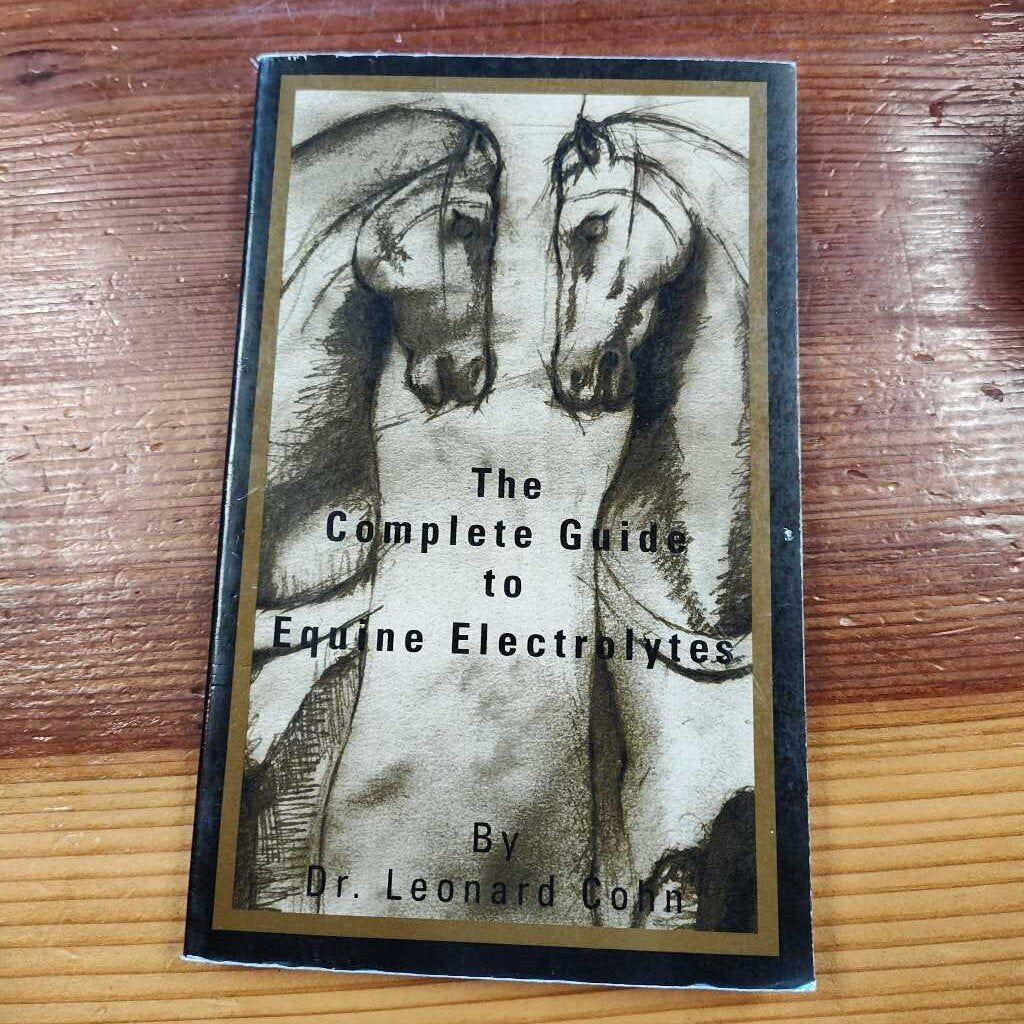 The
Complete Guide
to
Equine Electrolytes
By
Dr. Leonard Cohn